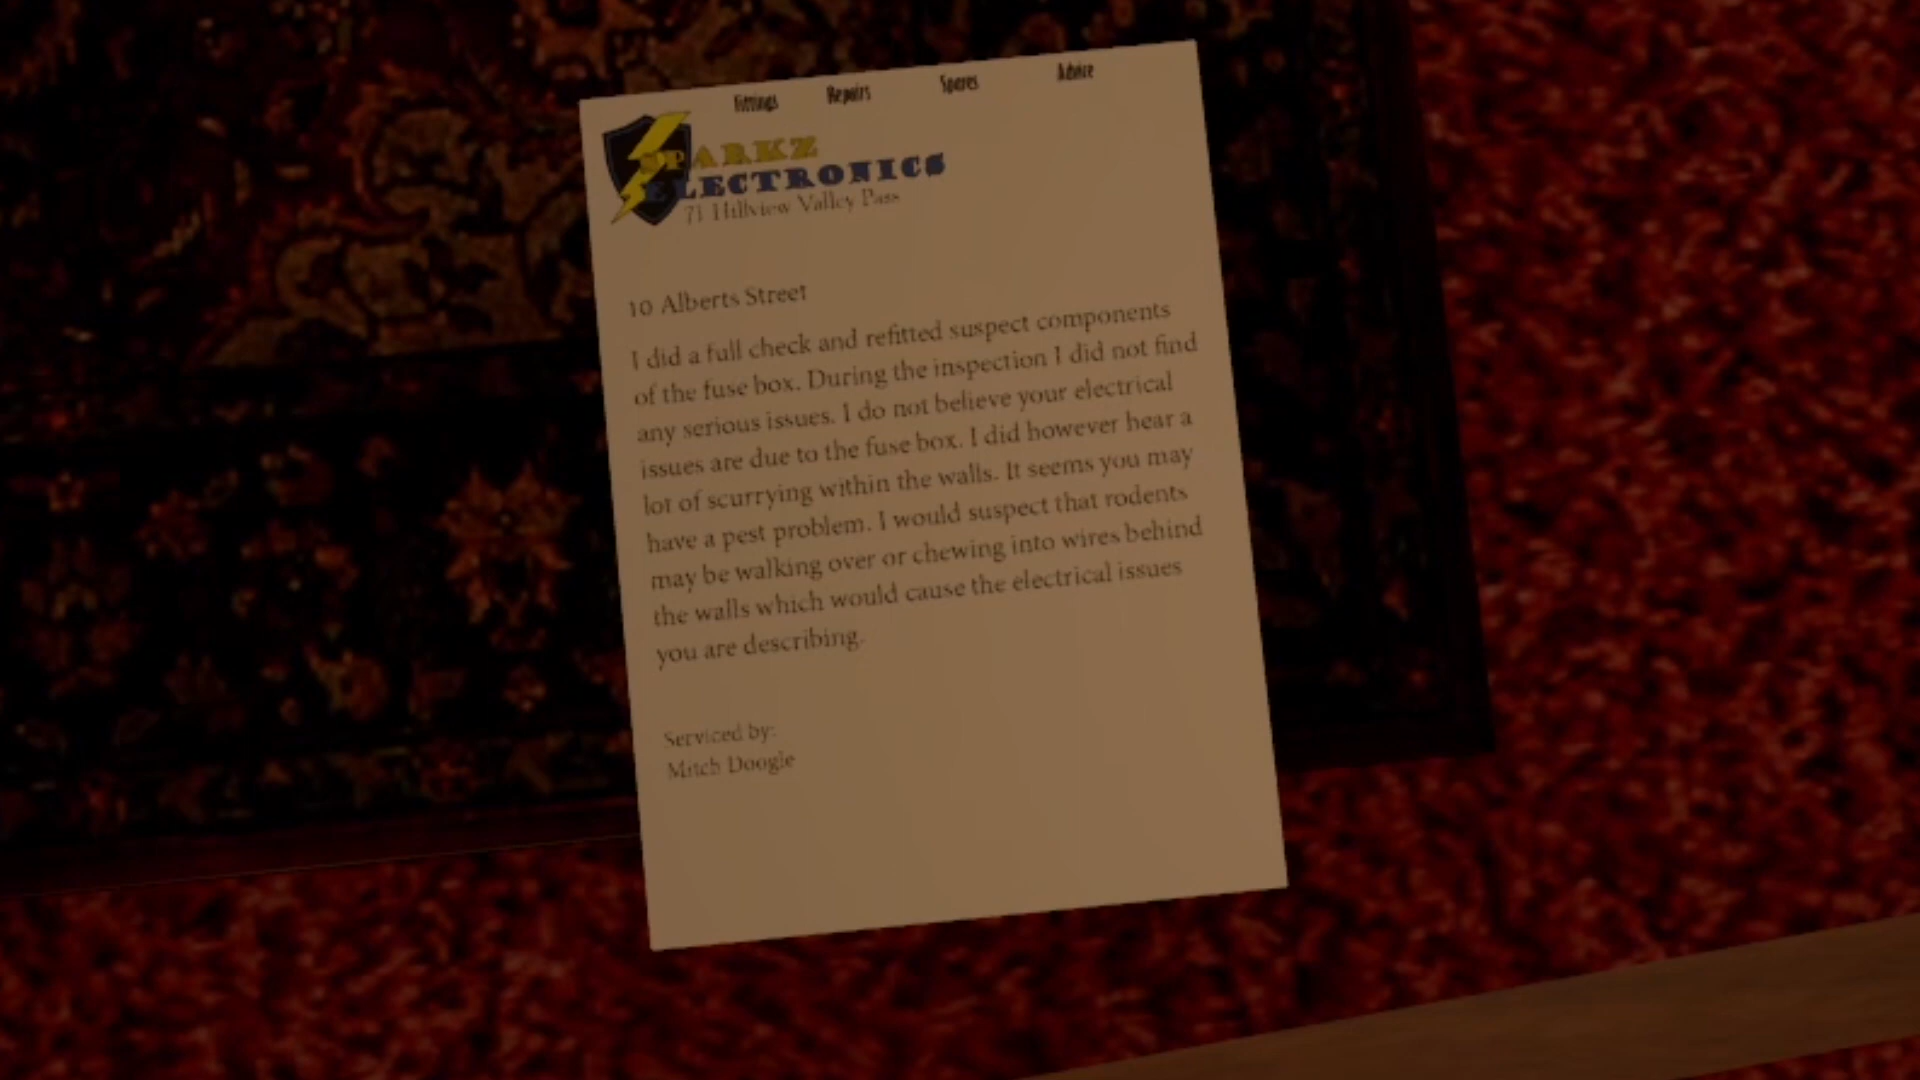 Fittings Repairs Spares Advice
SPARKZ
ELECTRONICS
71 Hillview Valley Pass
10 Alberts Street
I did a full check and refitted suspect components
of the fuse box. During the inspection I did not find
any serious issues. I do not believe your electrical
issues are due to the fuse box. I did however hear a
lot of scurrying within the walls. It seems you may
have a pest problem. I would suspect that rodents
may be walking over or chewing into wires behind
the walls which would cause the electrical issues
you are describing.
Serviced by:
Mitch Doogle